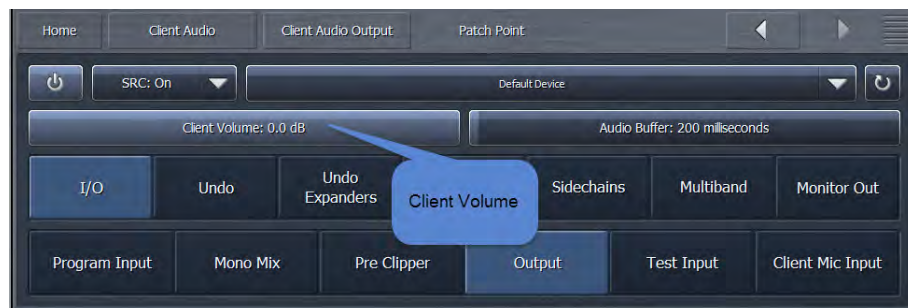 Home Client Audio Client Audio Output Patch Point
SRC: On Default Device
Client Volume: 0.0 dB Audio Buffer: 200 milliseconds
I/O Undo Undo Expanders Sidechains Multiband Monitor Out
Client Volume
Program Input Mono Mix Pre Clipper Output Test Input Client Mic Input